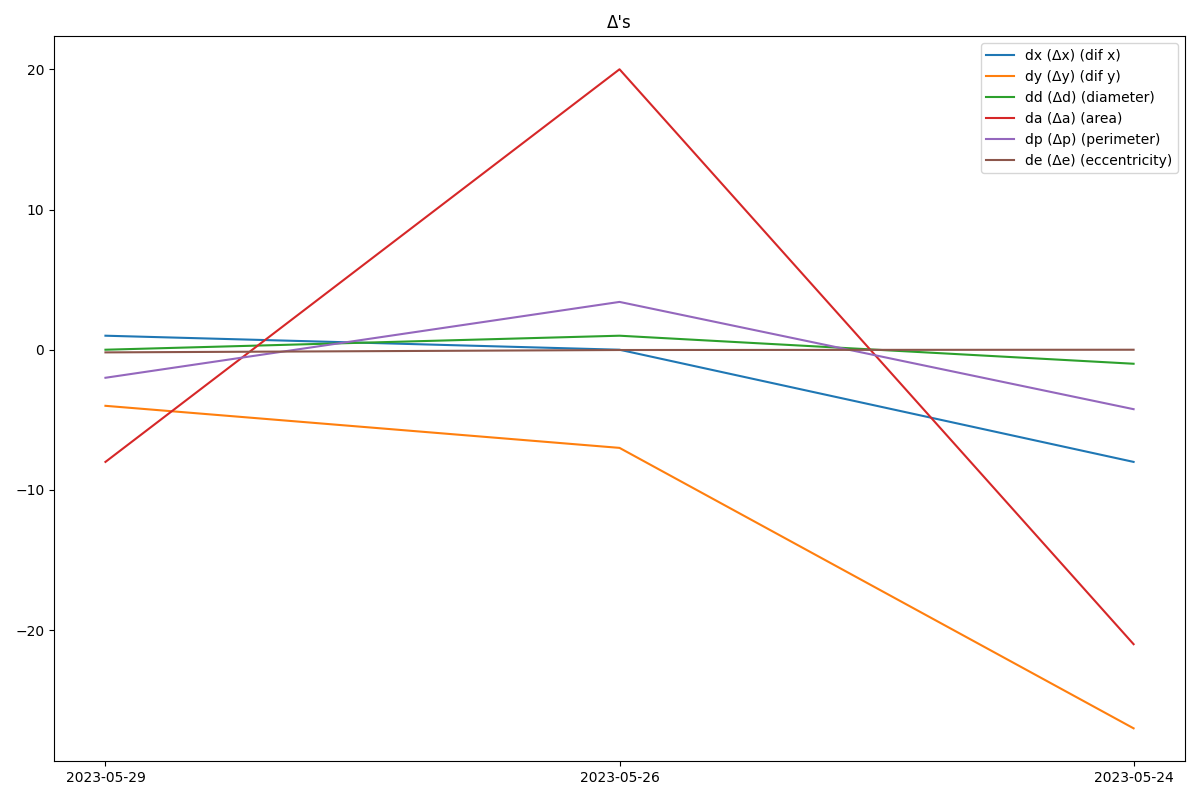 Δ's
dx (Δx) (dif x)
dy (Δy) (dif y)
dd (Δd) (diameter)
da (Δa) (area)
dp (Δp) (perimeter)
de (Δe) (eccentricity)
20
10
0
−10
−20
2023-05-29
2023-05-26
2023-05-24